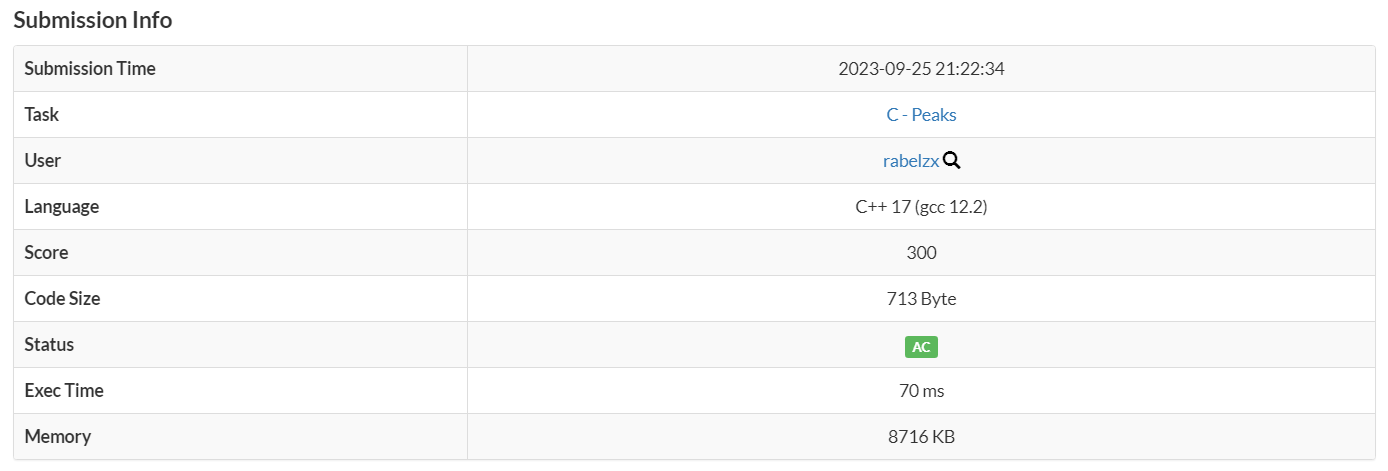 Submission Info
Submission Time 2023-09-25 21:22:34
Task C - Peaks
User rabelzx
Language C++ 17 (gcc 12.2)
Score 300
Code Size 713 Byte
Status AC
Exec Time 70 ms
Memory 8716 KB